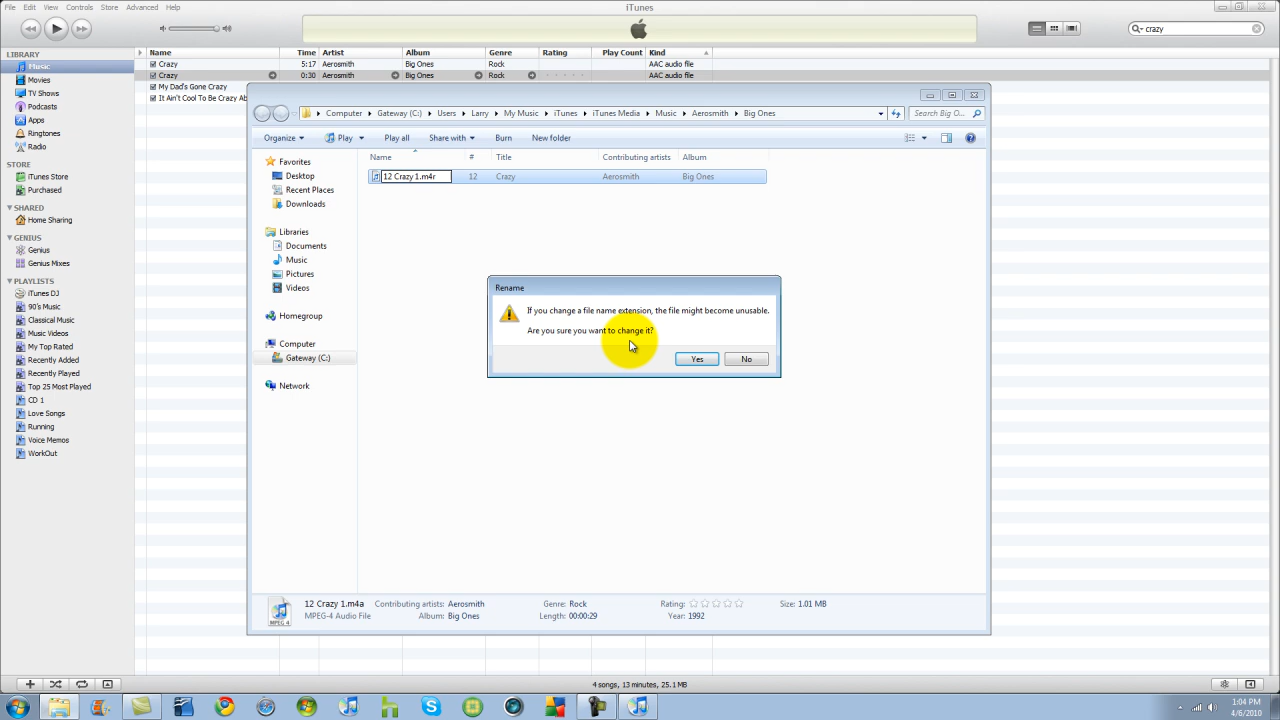 File Edit View Controls Store Advanced Help
iTunes
crazy
LIBRARY
Music
Movies
TV Shows
Podcasts
Apps
Ringtones
Radio
STORE
iTunes Store
Purchased
SHARED
Home Sharing
GENIUS
Genius
Genius Mixes
PLAYLISTS
iTunes DJ
90's Music
Classical Music
Music Videos
My Top Rated
Recently Added
Recently Played
Top 25 Most Played
CD 1
Love Songs
Running
Voice Memos
WorkOut
Name Time Artist Album Genre Rating Play Count Kind
Crazy 5:17 Aerosmith Big Ones Rock AAC audio file
Crazy 0:30 Aerosmith Big Ones Rock AAC audio file
My Dad's Gone Crazy
It Ain't Cool To Be Crazy Ab
Computer Gateway (C:) Users Larry My Music iTunes iTunes Media Music Aerosmith Big Ones
Search Big O...
Organize Play Play all Share with Burn New folder
Favorites
Desktop
Recent Places
Downloads
Libraries
Documents
Music
Pictures
Videos
Homegroup
Computer
Gateway (C:)
Network
Name # Title Contributing artists Album
12 Crazy 1.m4r 12 Crazy Aerosmith Big Ones
Rename
If you change a file name extension, the file might become unusable.
Are you sure you want to change it?
Yes No
MPEG-4
12 Crazy 1.m4a Contributing artists: Aerosmith Genre: Rock Rating: Size: 1.01 MB
MPEG-4 Audio File Album: Big Ones Length: 00:00:29 Year: 1992
4 songs, 13 minutes, 25.1 MB
1:04 PM
4/6/2010